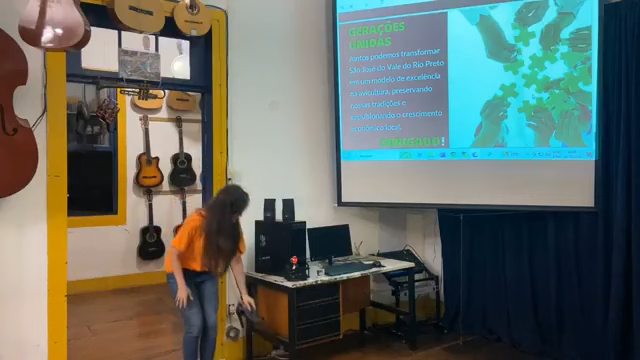 GERAÇÕES
UNIDAS
Juntos podemos transformar
São José do Vale do Rio Preto
em um modelo de excelência
na avicultura, preservando
nossas tradições e
impulsionando o crescimento
econômico local.
OBRIGADO!